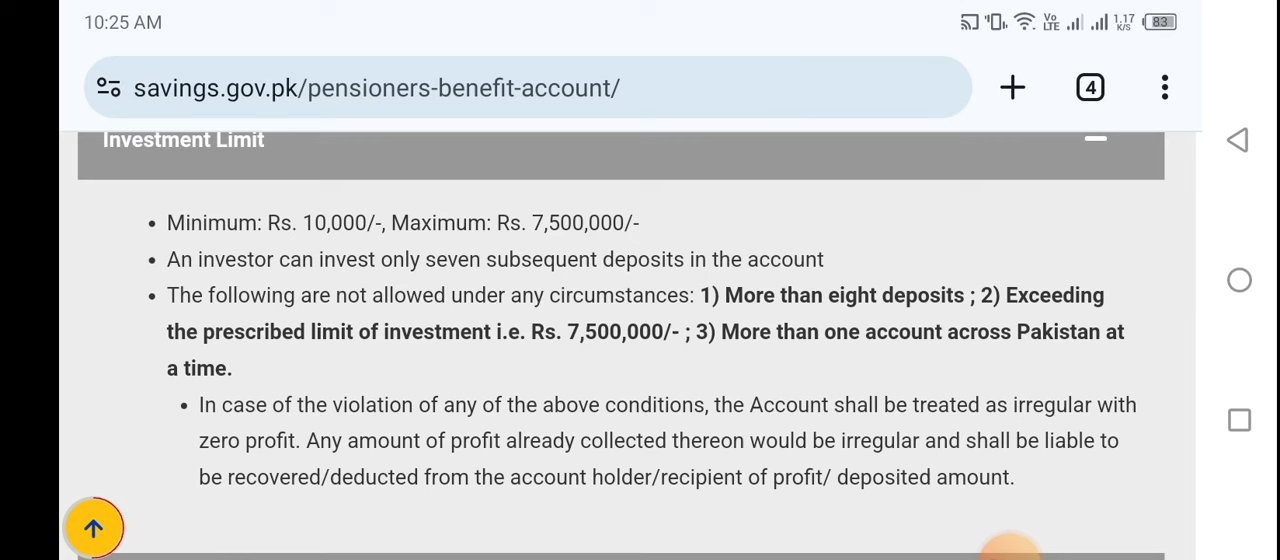 10:25 AM
Vo LTE 1.17 K/S 83
savings.gov.pk/pensioners-benefit-account/
4
Investment Limit
• Minimum: Rs. 10,000/-, Maximum: Rs. 7,500,000/-
• An investor can invest only seven subsequent deposits in the account
• The following are not allowed under any circumstances: 1) More than eight deposits ; 2) Exceeding
the prescribed limit of investment i.e. Rs. 7,500,000/- ; 3) More than one account across Pakistan at
a time.
• In case of the violation of any of the above conditions, the Account shall be treated as irregular with
zero profit. Any amount of profit already collected thereon would be irregular and shall be liable to
be recovered/deducted from the account holder/recipient of profit/ deposited amount.